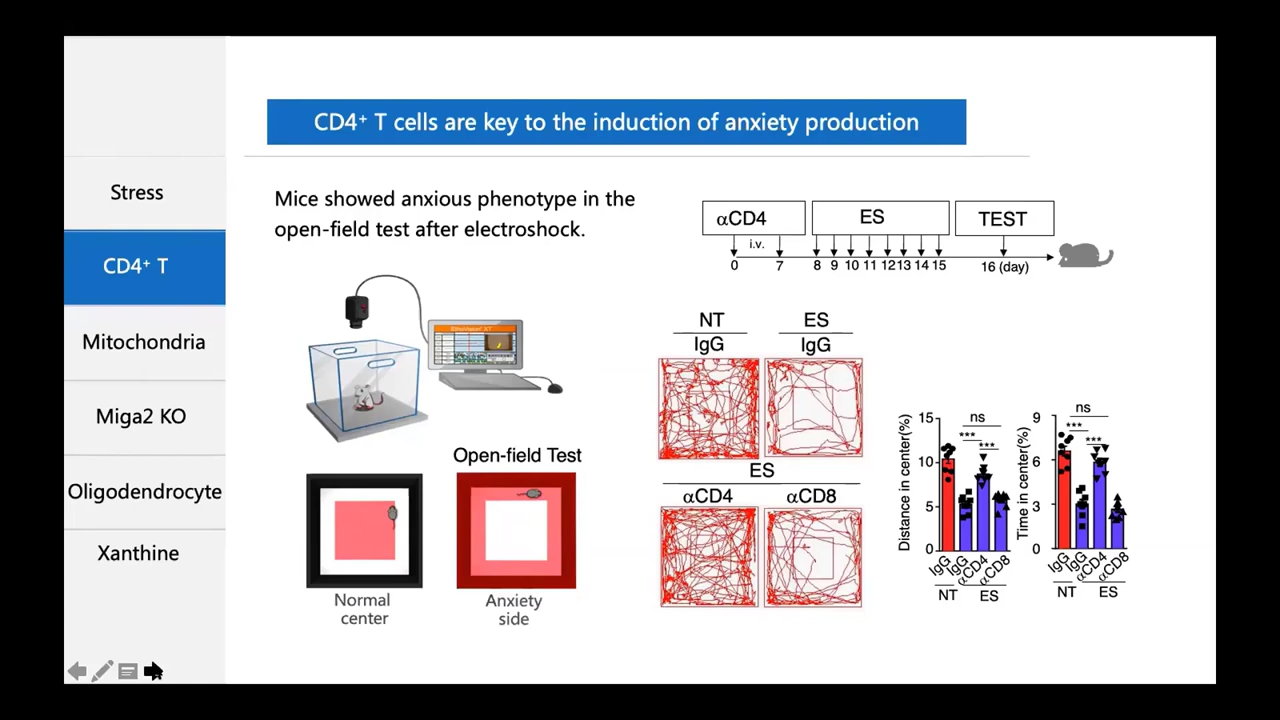 CD4⁺ T cells are key to the induction of anxiety production
Stress
CD4⁺ T
Mitochondria
Miga2 KO
Oligodendrocyte
Xanthine
Mice showed anxious phenotype in the
open-field test after electroshock.
Open-field Test
Normal
center
Anxiety
side
αCD4
ES
TEST
i.v.
0 7 8 9 10 11 12 13 14 15 16 (day)
NT ES
IgG IgG
ES
αCD4 αCD8
Distance in center(%)
15
10
5
0
ns
***
***
IgG IgG αCD4 αCD8
NT ES
Time in center(%)
9
6
3
0
ns
***
***
IgG IgG αCD4 αCD8
NT ES